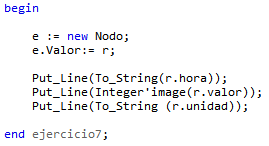 begin
e := new Nodo;
e.Valor:= r;
Put_Line(To_String(r.hora));
Put_Line(Integer'image(r.valor));
Put_Line(To_String (r.unidad));
end ejercicio7;